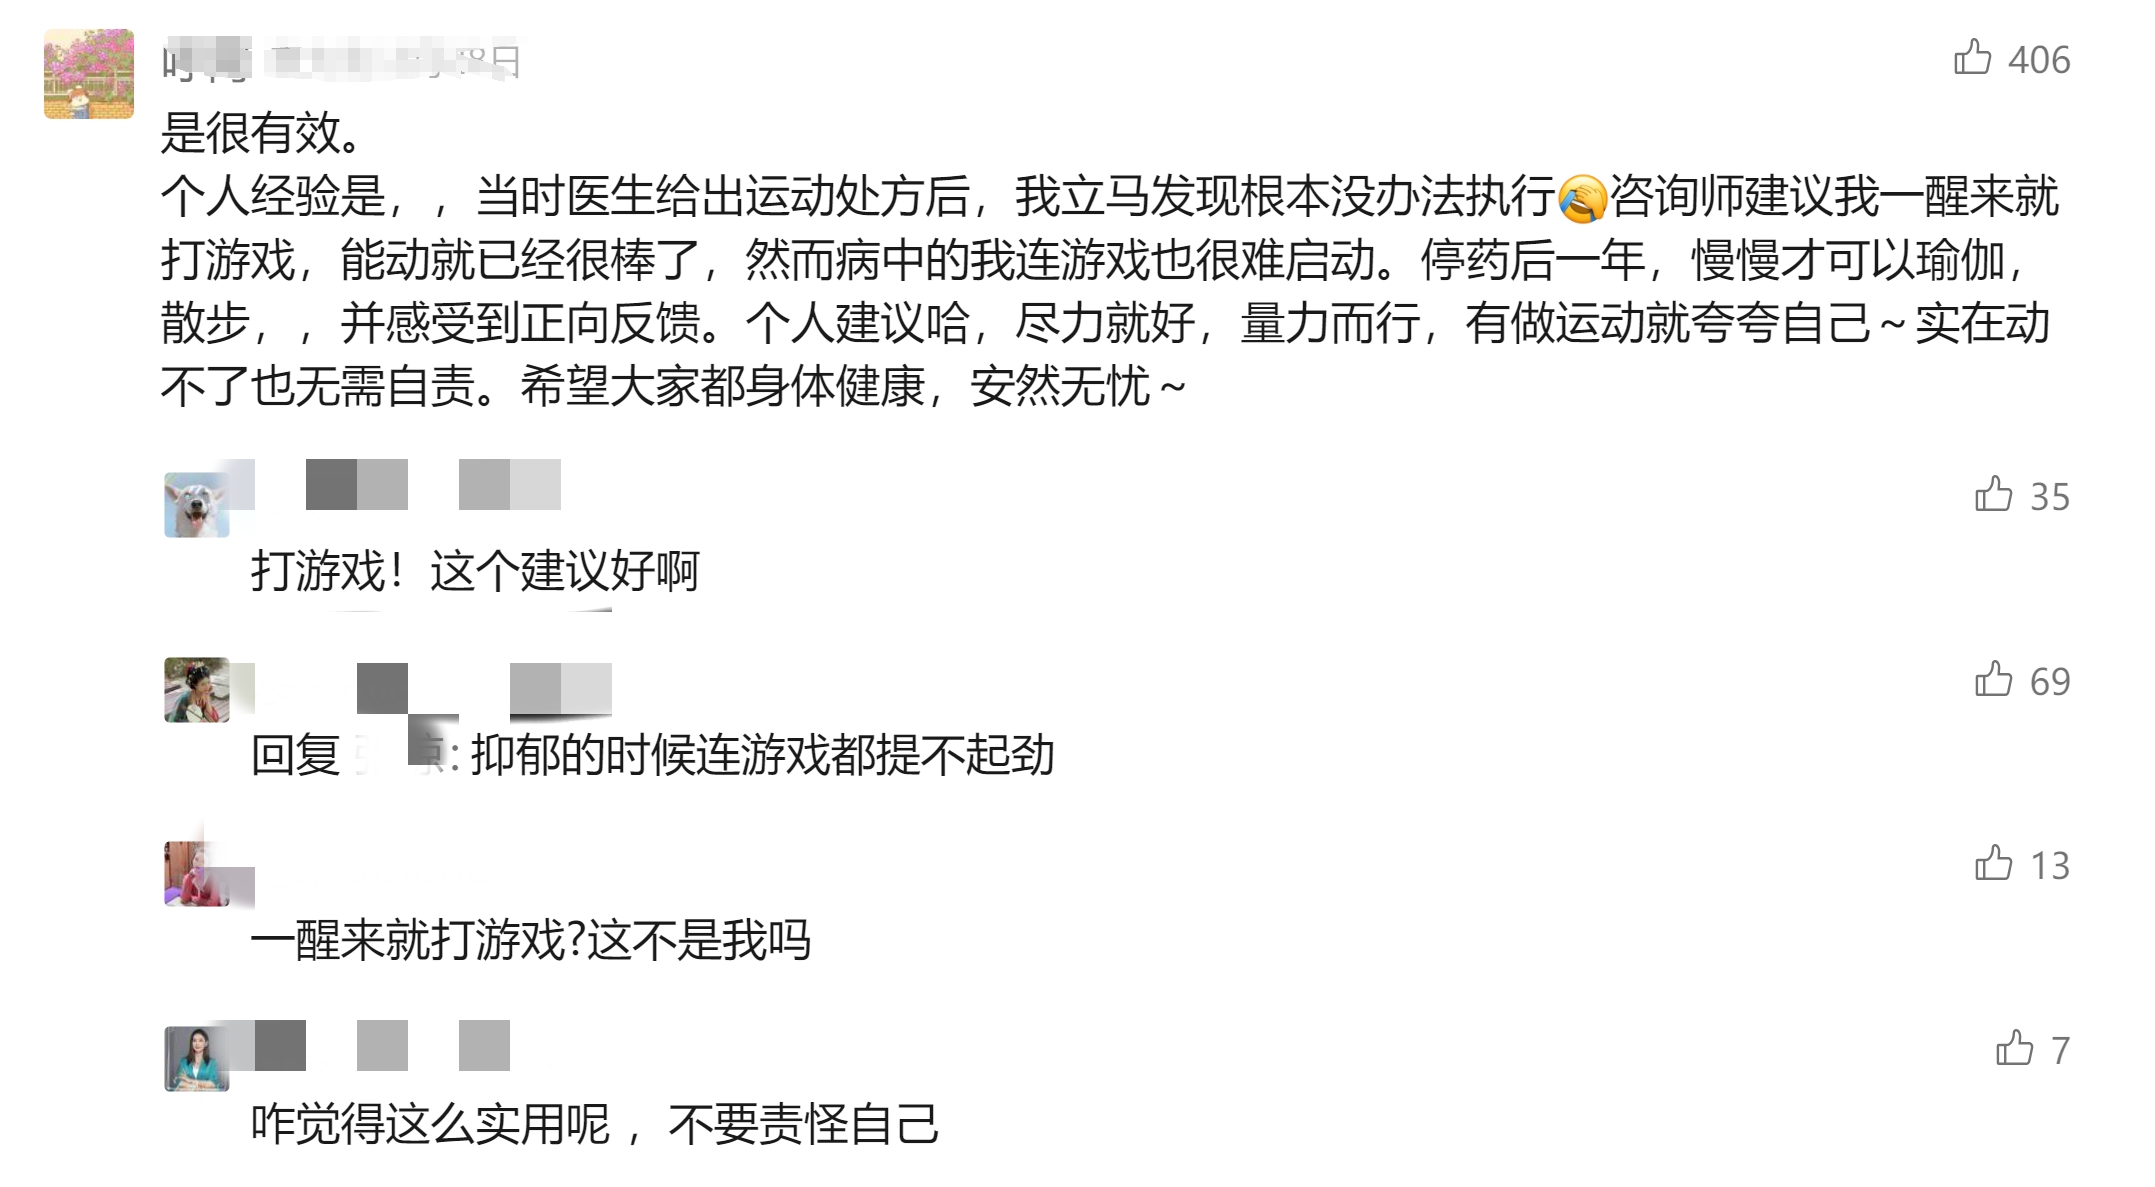 8日
406
是很有效。
个人经验是，，当时医生给出运动处方后，我立马发现根本没办法执行🤦咨询师建议我一醒来就
打游戏，能动就已经很棒了，然而病中的我连游戏也很难启动。停药后一年，慢慢才可以瑜伽，
散步，，并感受到正向反馈。个人建议哈，尽力就好，量力而行，有做运动就夸夸自己~实在动
不了也无需自责。希望大家都身体健康，安然无忧~
35
打游戏！这个建议好啊
69
回复 : 抑郁的时候连游戏都提不起劲
13
一醒来就打游戏?这不是我吗
7
咋觉得这么实用呢 ，不要责怪自己